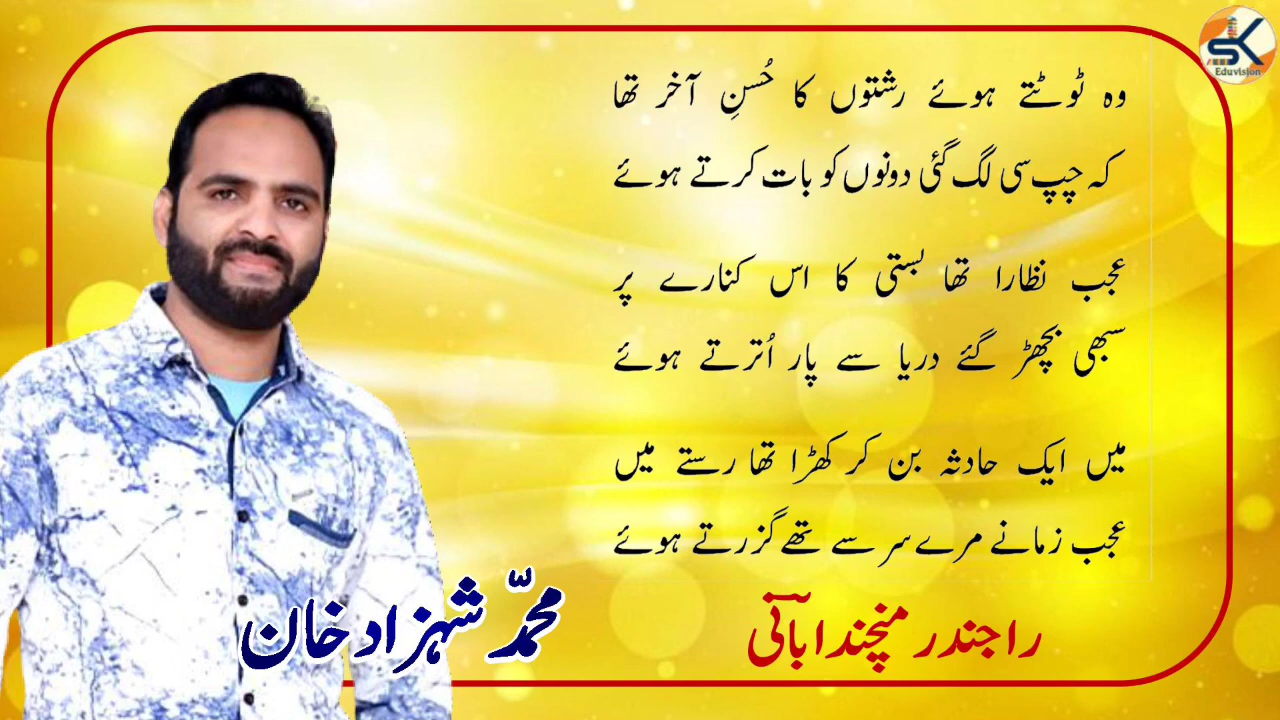 وہ ٹوٹتے ہوئے رشتوں کا حُسنِ آخر تھا
کہ چپ سی لگ گئی دونوں کو بات کرتے ہوئے
عجب نظارا تھا بستی کا اس کنارے پر
سبھی بچھڑ گئے دریا سے پار اُترتے ہوئے
میں ایک حادثہ بن کر کھڑا تھا رستے میں
عجب زمانے مرے سر سے تھے گزرتے ہوئے
راجندر منچندا بانی
محمّد شہزاد خان
SK
Eduvision